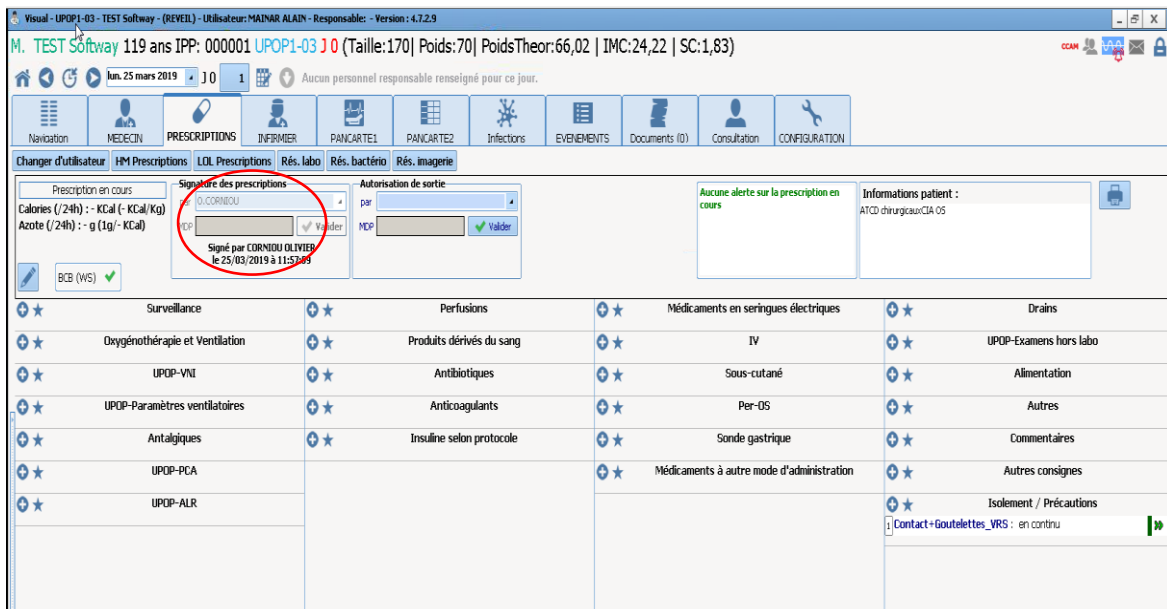 Visual - UPOP1-03 - TEST Softway - (REVEIL) - Utilisateur: MAINAR ALAIN - Responsable: - Version : 4.7.2.9
M. TEST Softway 119 ans IPP: 000001 UPOP1-03 J 0 (Taille:170| Poids:70| PoidsTheor:66,02 | IMC:24,22 | SC:1,83)
CCAM
lun. 25 mars 2019 J 0 1 Aucun personnel responsable renseigné pour ce jour.
Navigation MEDECIN PRESCRIPTIONS INFIRMIER PANCARTE1 PANCARTE2 Infections EVENEMENTS Documents (0) Consultation CONFIGURATION
Changer d'utilisateur HM Prescriptions LOL Prescriptions Rés. labo Rés. bactério Rés. imagerie
Prescription en cours
Calories (/24h) : - KCal (- KCal/Kg)
Azote (/24h) : - g (1g/- KCal)
BCB (WS)
Signature des prescriptions
par O.CORNIOU
MDP Valider
Signé par CORNIOU OLIVIER
le 25/03/2019 à 11:57:59
Autorisation de sortie
par
MDP Valider
Aucune alerte sur la prescription en
cours
Informations patient :
ATCD chirurgicauxCIA OS
Surveillance Perfusions Médicaments en seringues électriques Drains
Oxygénothérapie et Ventilation Produits dérivés du sang IV UPOP-Examens hors labo
UPOP-VNI Antibiotiques Sous-cutané Alimentation
UPOP-Paramètres ventilatoires Anticoagulants Per-OS Autres
Antalgiques Insuline selon protocole Sonde gastrique Commentaires
UPOP-PCA Médicaments à autre mode d'administration Autres consignes
UPOP-ALR Isolement / Précautions
1 Contact+Goutelettes_VRS : en continu